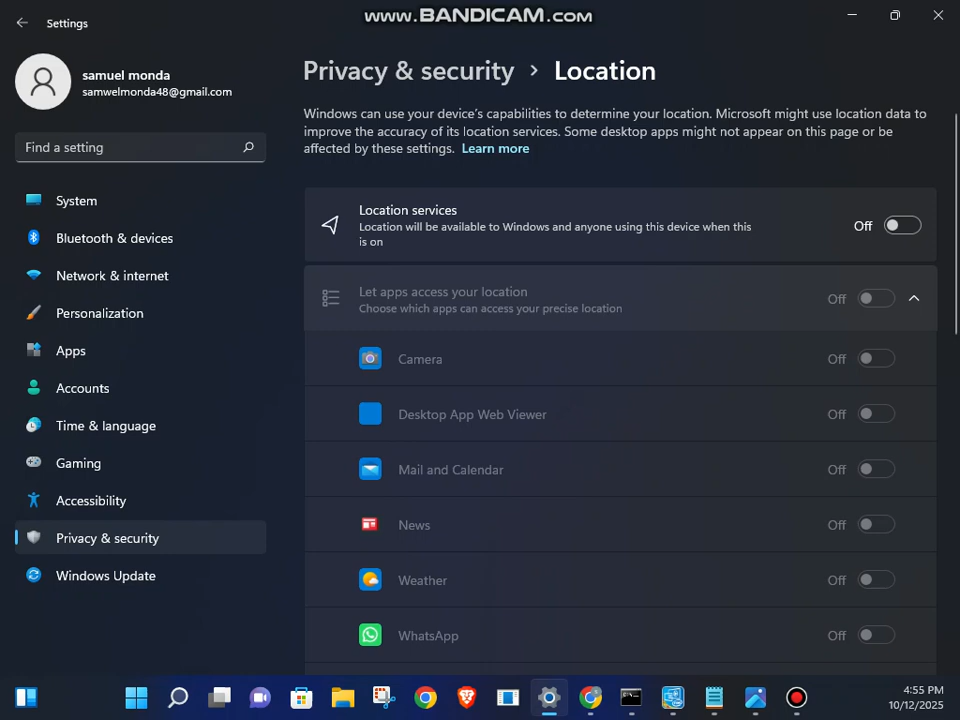 www.BANDICAM.com
Settings
samuel monda
samwelmonda48@gmail.com
Find a setting
System
Bluetooth & devices
Network & internet
Personalization
Apps
Accounts
Time & language
Gaming
Accessibility
Privacy & security
Windows Update
Privacy & security > Location
Windows can use your device's capabilities to determine your location. Microsoft might use location data to
improve the accuracy of its location services. Some desktop apps might not appear on this page or be
affected by these settings. Learn more
Location services
Location will be available to Windows and anyone using this device when this
is on
Off
Let apps access your location
Choose which apps can access your precise location
Off
Camera
Off
Desktop App Web Viewer
Off
Mail and Calendar
Off
News
Off
Weather
Off
WhatsApp
Off
4:55 PM
10/12/2025